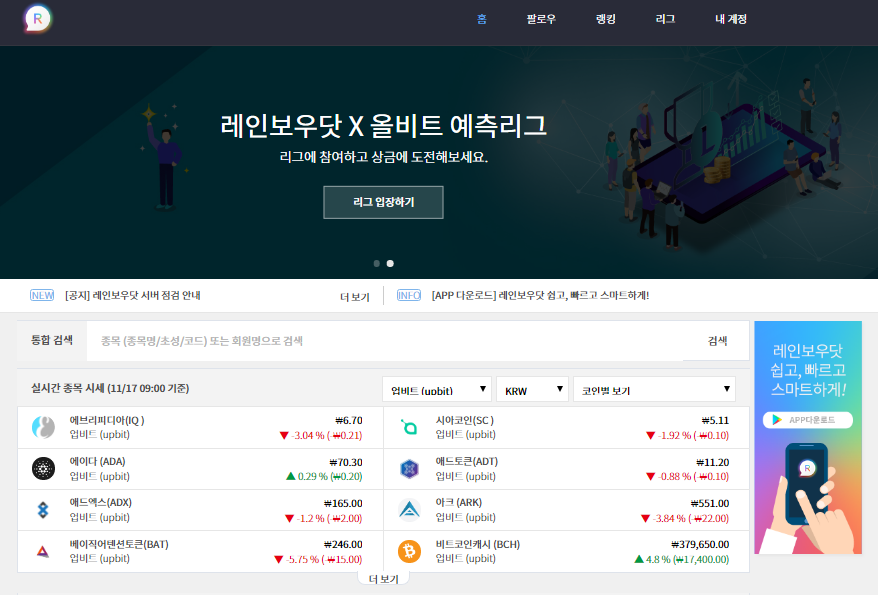 R
홈
팔로우
랭킹
리그
내 계정
레인보우닷 X 올비트 예측리그
리그에 참여하고 상금에 도전해보세요.
리그 입장하기
NEW [공지] 레인보우닷 서버 점검 안내
더 보기
INFO [APP 다운로드] 레인보우닷 쉽고, 빠르고 스마트하게!
통합 검색
종목 (종목명/초성/코드) 또는 회원명으로 검색
검색
실시간 종목 시세 (11/17 09:00 기준)
업비트 (upbit) ▼
KRW ▼
코인별 보기 ▼
에브리피디아(IQ ) ₩6.70
업비트 (upbit) ▼ -3.04 % (-₩0.21)
시아코인(SC ) ₩5.11
업비트 (upbit) ▼ -1.92 % (-₩0.10)
에이다 (ADA) ₩70.30
업비트 (upbit) ▲ 0.29 % (₩0.20)
애드토큰(ADT) ₩11.20
업비트 (upbit) ▼ -0.88 % (-₩0.10)
에드엑스(ADX) ₩165.00
업비트 (upbit) ▼ -1.2 % (-₩2.00)
아크 (ARK) ₩551.00
업비트 (upbit) ▼ -3.84 % (-₩22.00)
베이직어텐션토큰(BAT) ₩246.00
업비트 (upbit) ▼ -5.75 % (-₩15.00)
비트코인캐시 (BCH) ₩379,650.00
업비트 (upbit) ▲ 4.8 % (₩17,400.00)
더 보기
레인보우닷
쉽고, 빠르고
스마트하게!
APP다운로드
R